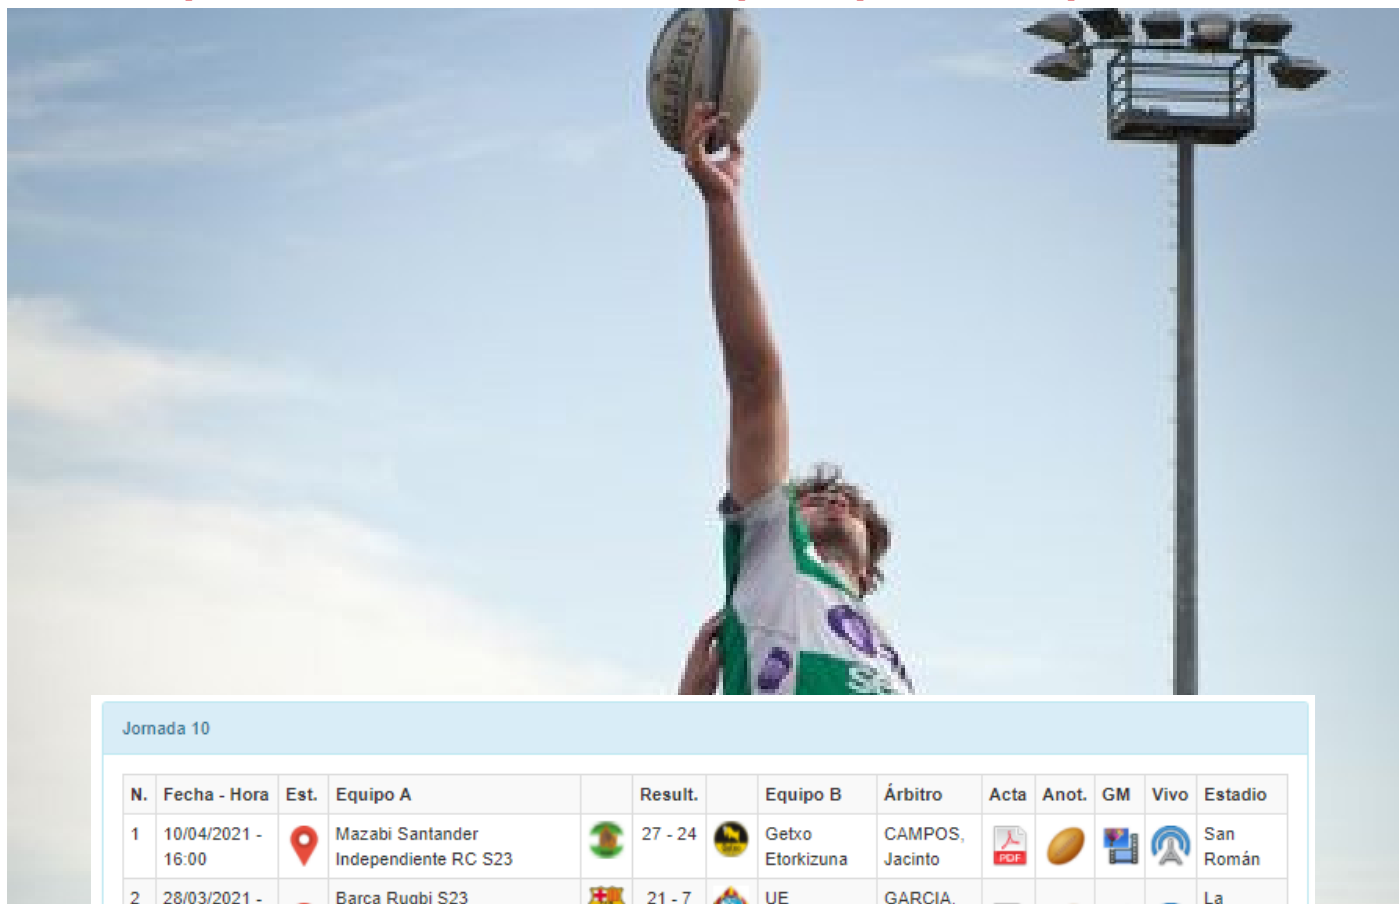 GILBERT
Jornada 10
N. Fecha - Hora Est. Equipo A Result. Equipo B Árbitro Acta Anot. GM Vivo Estadio
1 10/04/2021 - 16:00 Mazabi Santander Independiente RC S23 27 - 24 Getxo Etorkizuna CAMPOS, Jacinto PDF San Román
2 28/03/2021 - Barça Rugbi S23 21 - 7 UE GARCIA, La